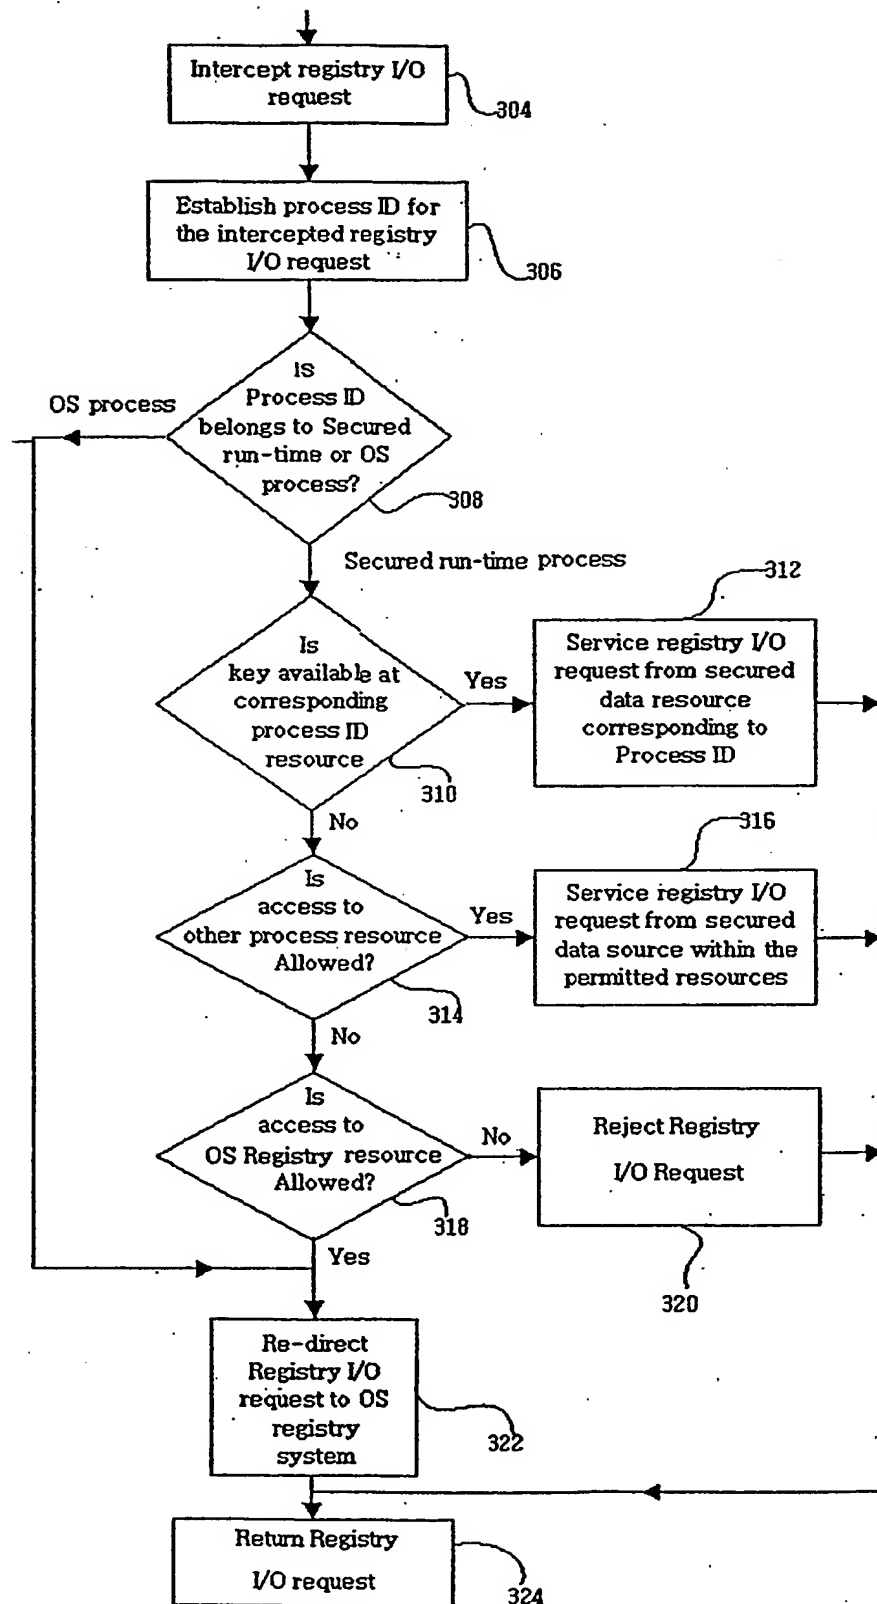 Intercept registry I/O
request
304
Establish process ID for
the intercepted registry
I/O request
306
Is
Process ID
belongs to Secured
run-time or OS
process?
OS process
308
Secured run-time process
Is
key available at
corresponding
process ID
resource
310
Yes
312
Service registry I/O
request from secured
data resource
corresponding to
Process ID
No
Is
access to
other process resource
Allowed?
314
Yes
316
Service registry I/O
request from secured
data source within the
permitted resources
No
Is
access to
OS Registry resource
Allowed?
318
No
Reject Registry
I/O Request
320
Yes
Re-direct
Registry I/O
request to OS
registry
system
322
Return Registry
I/O request
324